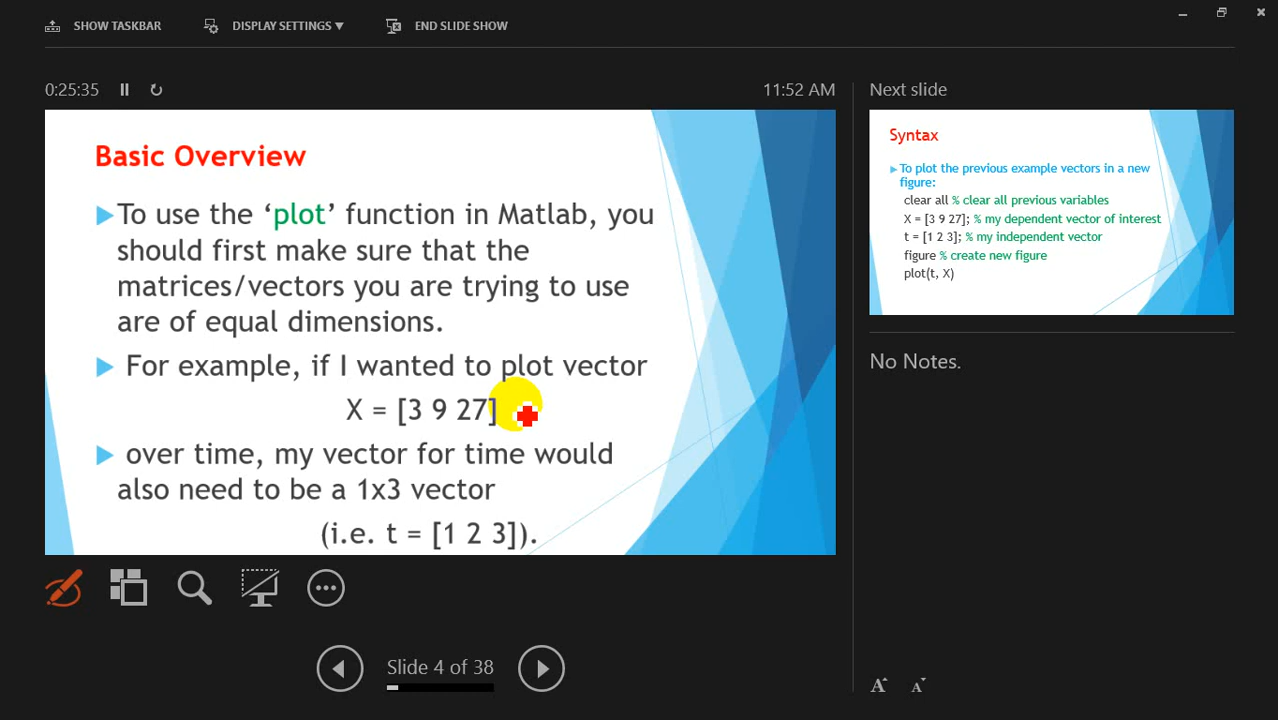 SHOW TASKBAR
DISPLAY SETTINGS ▼
END SLIDE SHOW
0:25:35
11:52 AM
Basic Overview
To use the ‘plot’ function in Matlab, you
should first make sure that the
matrices/vectors you are trying to use
are of equal dimensions.
For example, if I wanted to plot vector
X = [3 9 27]
over time, my vector for time would
also need to be a 1x3 vector
(i.e. t = [1 2 3]).
Slide 4 of 38
Next slide
Syntax
To plot the previous example vectors in a new
figure:
clear all % clear all previous variables
X = [3 9 27]; % my dependent vector of interest
t = [1 2 3]; % my independent vector
figure % create new figure
plot(t, X)
No Notes.
A A